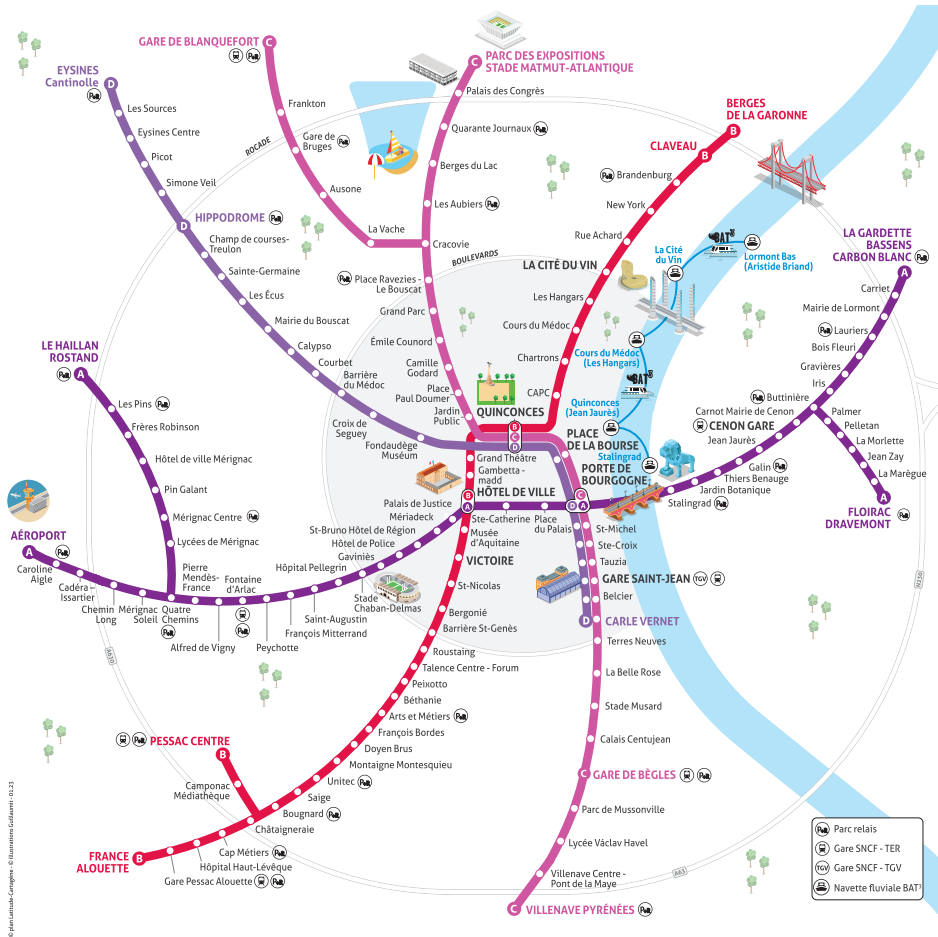 GARE DE BLANQUEFORT
C
P+R
C
PARC DES EXPOSITIONS
STADE MATMUT-ATLANTIQUE
EYSINES
Cantinolle
D
P+R
Les Sources
Eysines Centre
Picot
Simone Veil
D
HIPPODROME
P+R
Champ de courses-
Treulon
Sainte-Germaine
Les Écus
Mairie du Bouscat
Calypso
Courbet
Barrière
du Médoc
Croix de
Seguey
Fondaudège
Muséum
Frankton
Gare de
Bruges
P+R
Ausone
La Vache
ROCADE
Palais des Congrès
Quarante Journaux
P+R
Berges du Lac
Les Aubiers
P+R
Cracovie
BOULEVARDS
P+R
Place Ravezies -
Le Bouscat
Grand Parc
Émile Counord
Camille
Godard
Place
Paul Doumer
Jardin
Public
BERGES
DE LA GARONNE
B
CLAVEAU
B
P+R
Brandenburg
New York
Rue Achard
LA CITÉ DU VIN
Les Hangars
Cours du Médoc
Chartrons
CAPC
QUINCONCES
B
C
D
La Cité
du Vin
BAT3
Lormont Bas
(Aristide Briand)
Cours du Médoc
(Les Hangars)
BAT3
Quinconces
(Jean Jaurès)
Stalingrad
LA GARDETTE
BASSENS
CARBON BLANC
P+R
A
Carriet
Mairie de Lormont
P+R
Lauriers
Bois Fleuri
Gravières
Iris
P+R
Buttinière
Carnot Mairie de Cenon
CENON GARE
Jean Jaurès
Galin
P+R
Thiers Benauge
Jardin Botanique
Stalingrad
P+R
Palmer
Pelletan
La Morlette
Jean Zay
La Marègue
A
FLOIRAC
DRAVEMONT
P+R
LE HAILLAN
ROSTAND
P+R
A
Les Pins
P+R
Frères Robinson
Hôtel de ville Mérignac
Pin Galant
Mérignac Centre
P+R
Lycées de Mérignac
Pierre
Mendès-
France
AÉROPORT
A
P+R
Caroline
Aigle
Cadéra –
Issartier
Chemin
Long
Mérignac
Soleil
Quatre
Chemins
P+R
Fontaine
d'Arlac
P+R
Alfred de Vigny
Peychotte
François Mitterrand
Saint-Augustin
Hôpital Pellegrin
Stade
Chaban-Delmas
Gaviniès
Hôtel de Police
St-Bruno Hôtel de Région
Mériadeck
Palais de Justice
Grand Théâtre
Gambetta -
madd
HÔTEL DE VILLE
B
A
Ste-Catherine
Place
du Palais
PLACE
DE LA BOURSE
PORTE DE
BOURGOGNE
C
D
A
Musée
d'Aquitaine
VICTOIRE
St-Nicolas
Bergonié
Barrière St-Genès
Roustaing
Talence Centre - Forum
Peixotto
Béthanie
Arts et Métiers
P+R
François Bordes
Doyen Brus
Montaigne Montesquieu
Unitec
P+R
Saige
Bougnard
P+R
Châtaigneraie
P+R
PESSAC CENTRE
B
Camponac
Médiathèque
Cap Métiers
P+R
Hôpital Haut-Lévêque
Gare Pessac Alouette
P+R
FRANCE
ALOUETTE
B
St-Michel
Ste-Croix
Tauzia
GARE SAINT-JEAN
TGV
Belcier
D
CARLE VERNET
Terres Neuves
La Belle Rose
Stade Musard
Calais Centujean
C
GARE DE BÈGLES
P+R
Parc de Mussonville
Lycée Václav Havel
Villenave Centre -
Pont de la Maye
C
VILLENAVE PYRÉNÉES
P+R
A630
N230
A63
P+R
Parc relais
Gare SNCF - TER
TGV
Gare SNCF - TGV
Navette fluviale BAT3
© plan Latitude-Cartagène - © illustrations Guillaumit - 01.23